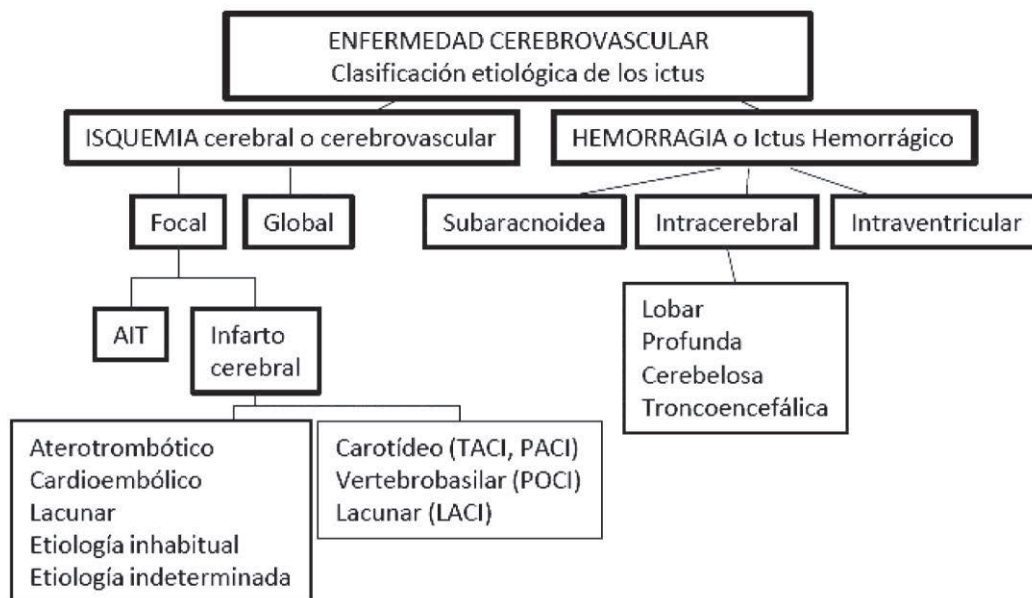 ENFERMEDAD CEREBROVASCULAR
Clasificación etiológica de los ictus
ISQUEMIA cerebral o cerebrovascular
HEMORRAGIA o Ictus Hemorrágico
Focal
Global
Subaracnoidea
Intracerebral
Intraventricular
AIT
Infarto
cerebral
Lobar
Profunda
Cerebelosa
Troncoencefálica
Aterotrombótico
Cardioembólico
Lacunar
Etiología inhabitual
Etiología indeterminada
Carotídeo (TACI, PACI)
Vertebrobasilar (POCI)
Lacunar (LACI)